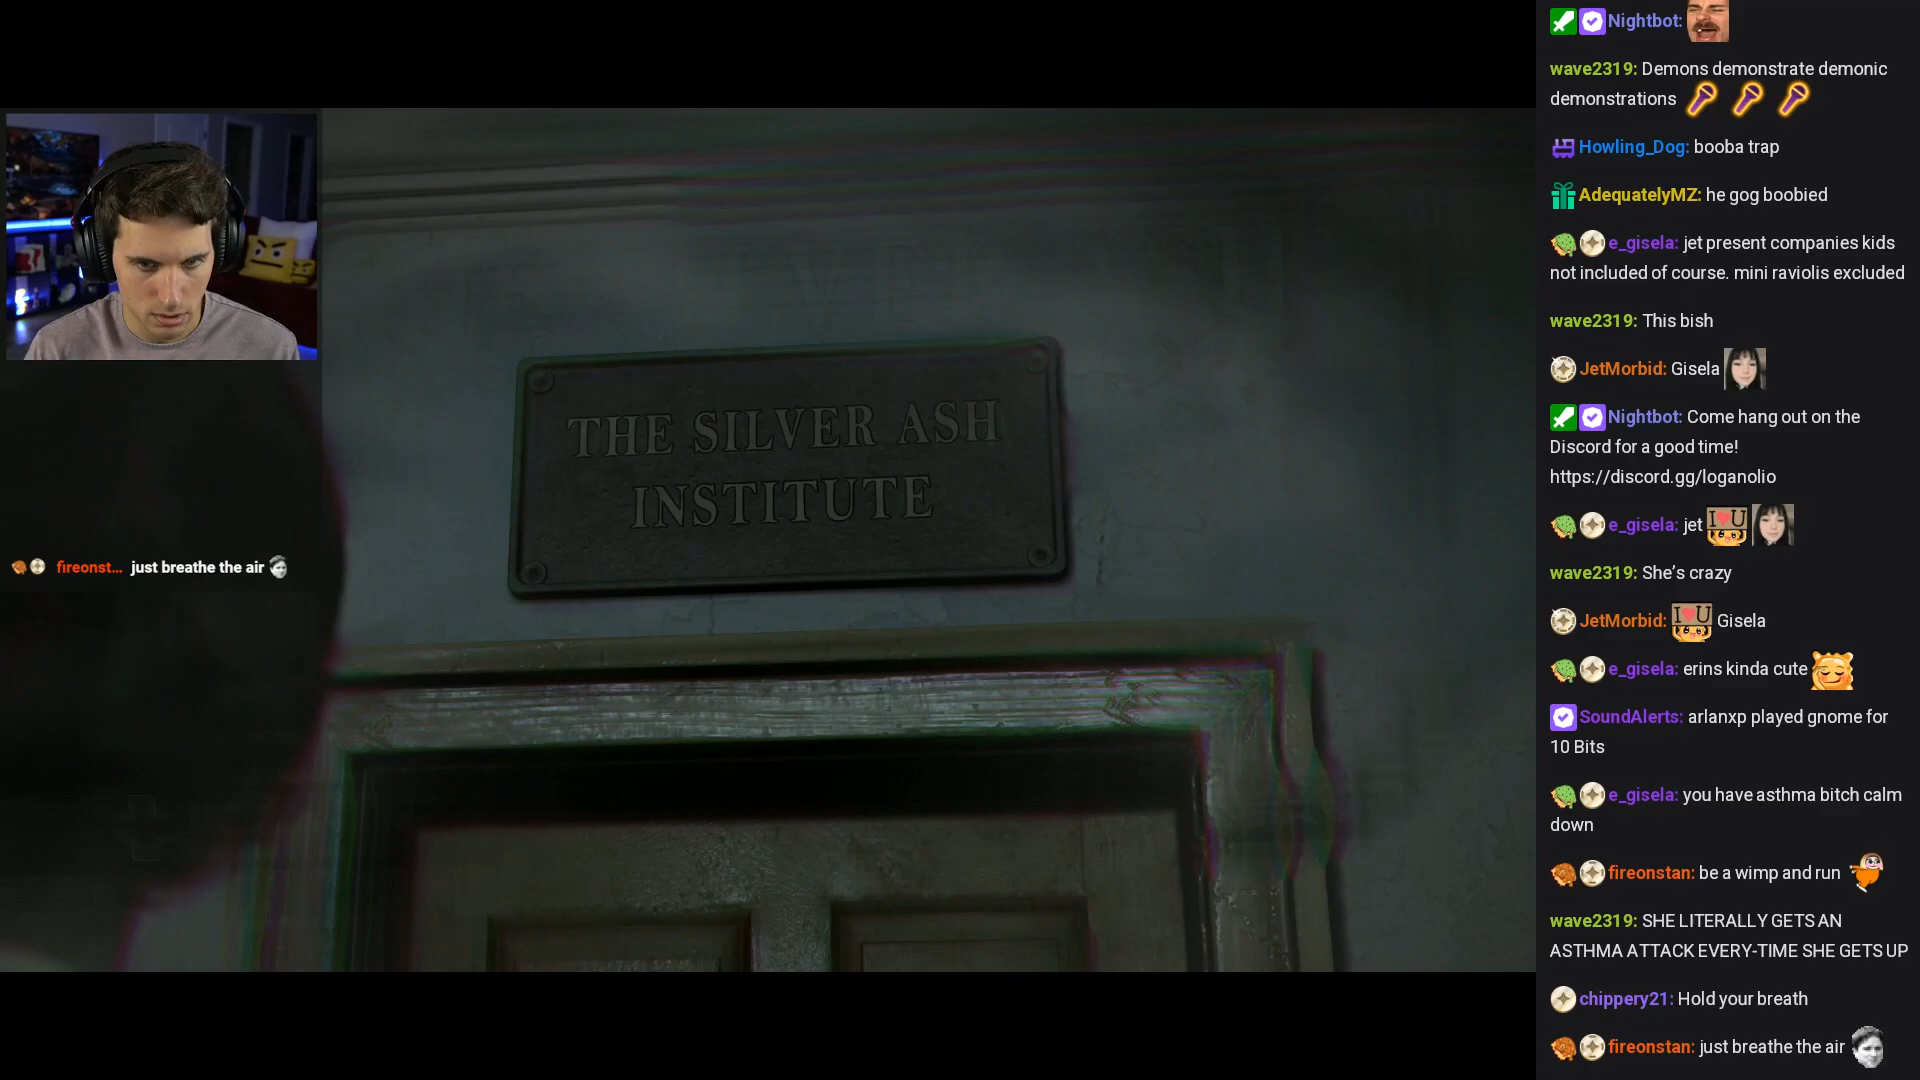 THE SILVER ASH
INSTITUTE
fireonst... just breathe the air
Nightbot:
wave2319: Demons demonstrate demonic
demonstrations
Howling_Dog: booba trap
AdequatelyMZ: he gog boobied
e_gisela: jet present companies kids
not included of course. mini raviolis excluded
wave2319: This bish
JetMorbid: Gisela
Nightbot: Come hang out on the
Discord for a good time!
https://discord.gg/loganolio
e_gisela: jet I ♥ U
wave2319: She’s crazy
JetMorbid: I ♥ U Gisela
e_gisela: erins kinda cute
SoundAlerts: arlanxp played gnome for
10 Bits
e_gisela: you have asthma bitch calm
down
fireonstan: be a wimp and run
wave2319: SHE LITERALLY GETS AN
ASTHMA ATTACK EVERY-TIME SHE GETS UP
chippery21: Hold your breath
fireonstan: just breathe the air